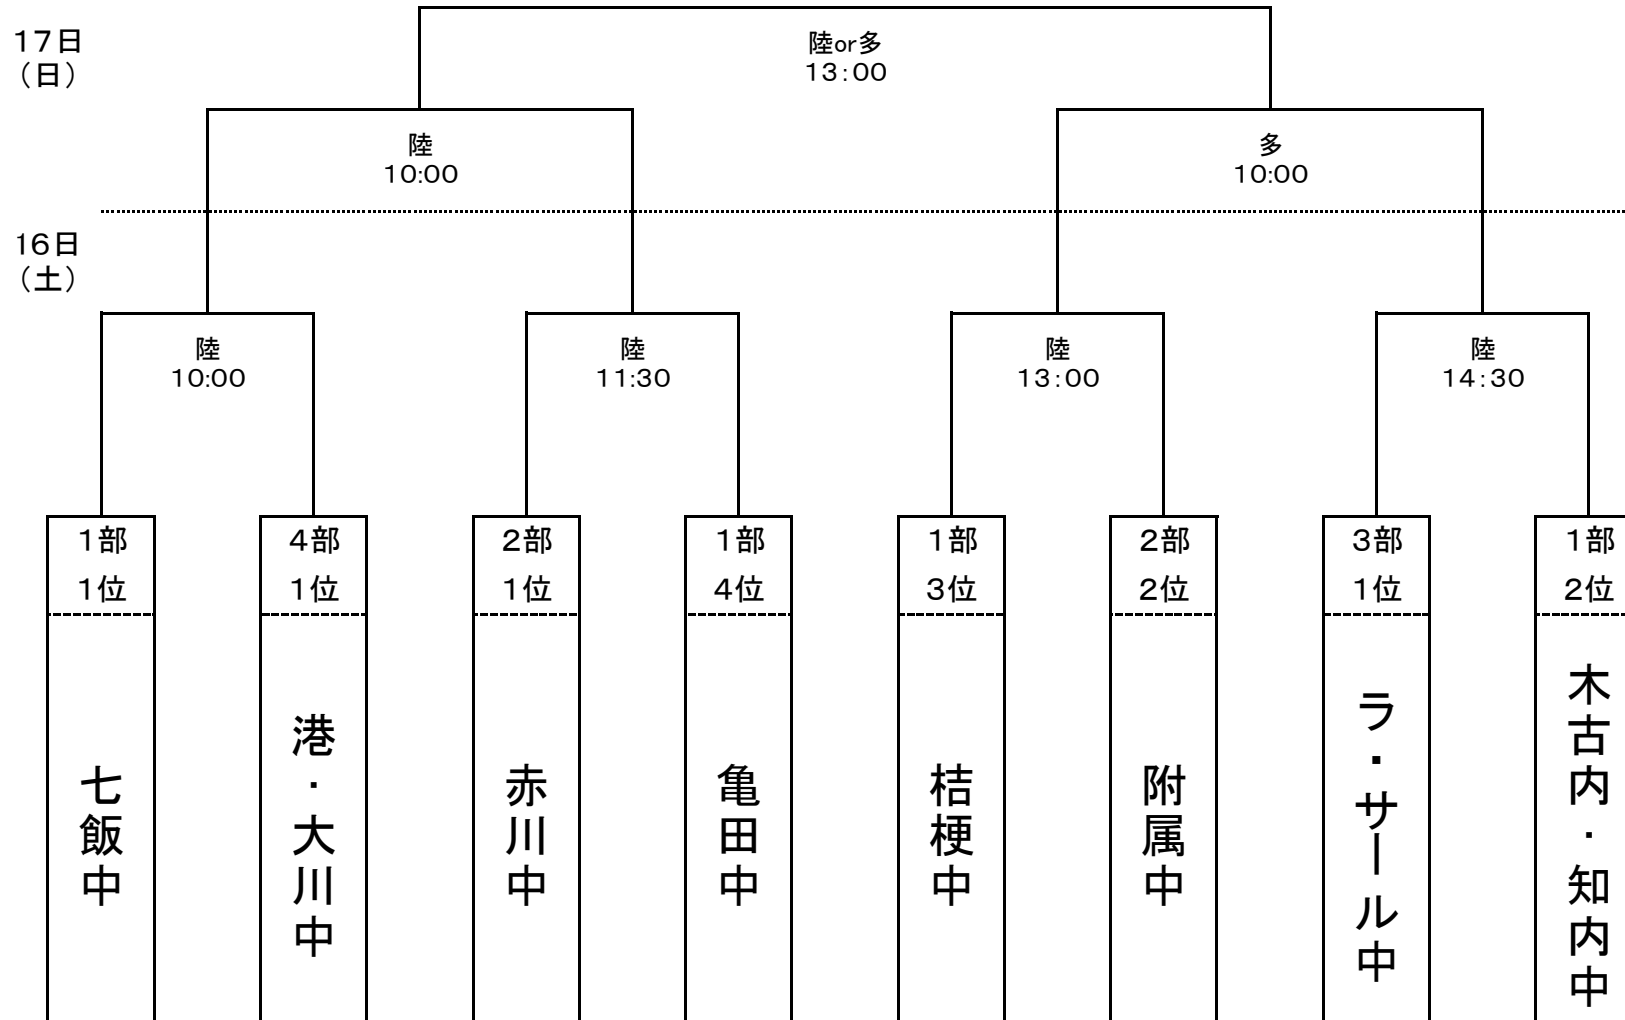 17日
（日）
陸or多
13：00
陸
10:00
多
10:00
16日
（土）
陸
10:00
陸
11:30
陸
13：00
陸
14：30
1部
1位
七飯中
4部
1位
港・大川中
2部
1位
赤川中
1部
4位
亀田中
1部
3位
桔梗中
2部
2位
附属中
3部
1位
ラ・サール中
1部
2位
木古内・知内中